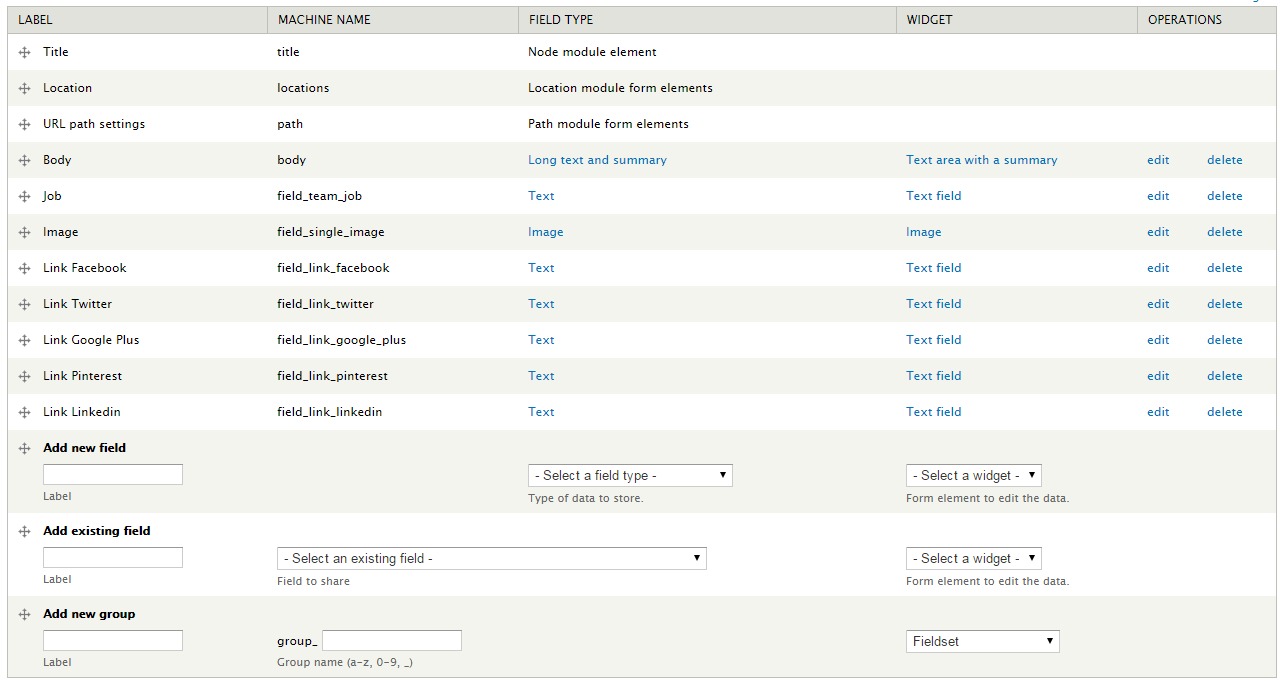 LABEL MACHINE NAME FIELD TYPE WIDGET OPERATIONS
Title title Node module element
Location locations Location module form elements
URL path settings path Path module form elements
Body body Long text and summary Text area with a summary edit delete
Job field_team_job Text Text field edit delete
Image field_single_image Image Image edit delete
Link Facebook field_link_facebook Text Text field edit delete
Link Twitter field_link_twitter Text Text field edit delete
Link Google Plus field_link_google_plus Text Text field edit delete
Link Pinterest field_link_pinterest Text Text field edit delete
Link Linkedin field_link_linkedin Text Text field edit delete
Add new field
- Select a field type - - Select a widget -
Label Type of data to store. Form element to edit the data.
Add existing field
- Select an existing field - - Select a widget -
Label Field to share Form element to edit the data.
Add new group
group_ Fieldset
Label Group name (a-z, 0-9, _)